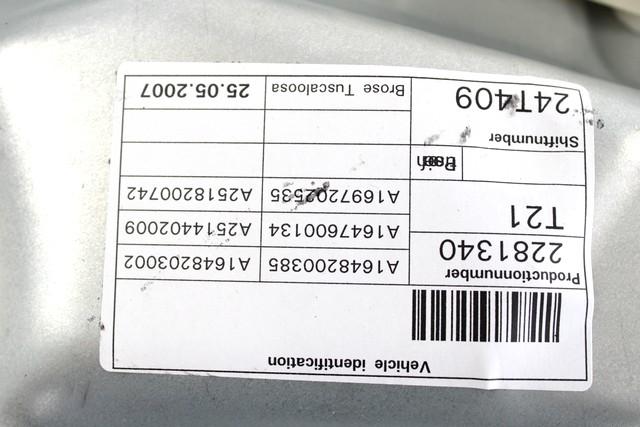 Vehicle identification
Productionnumber
2281340
T21
Shiftnumber
24T409
A1648200385 A1648203002
A1647600134 A2514402009
A1697202535 A2518200742
Brose Tuscaloosa 25.05.2007